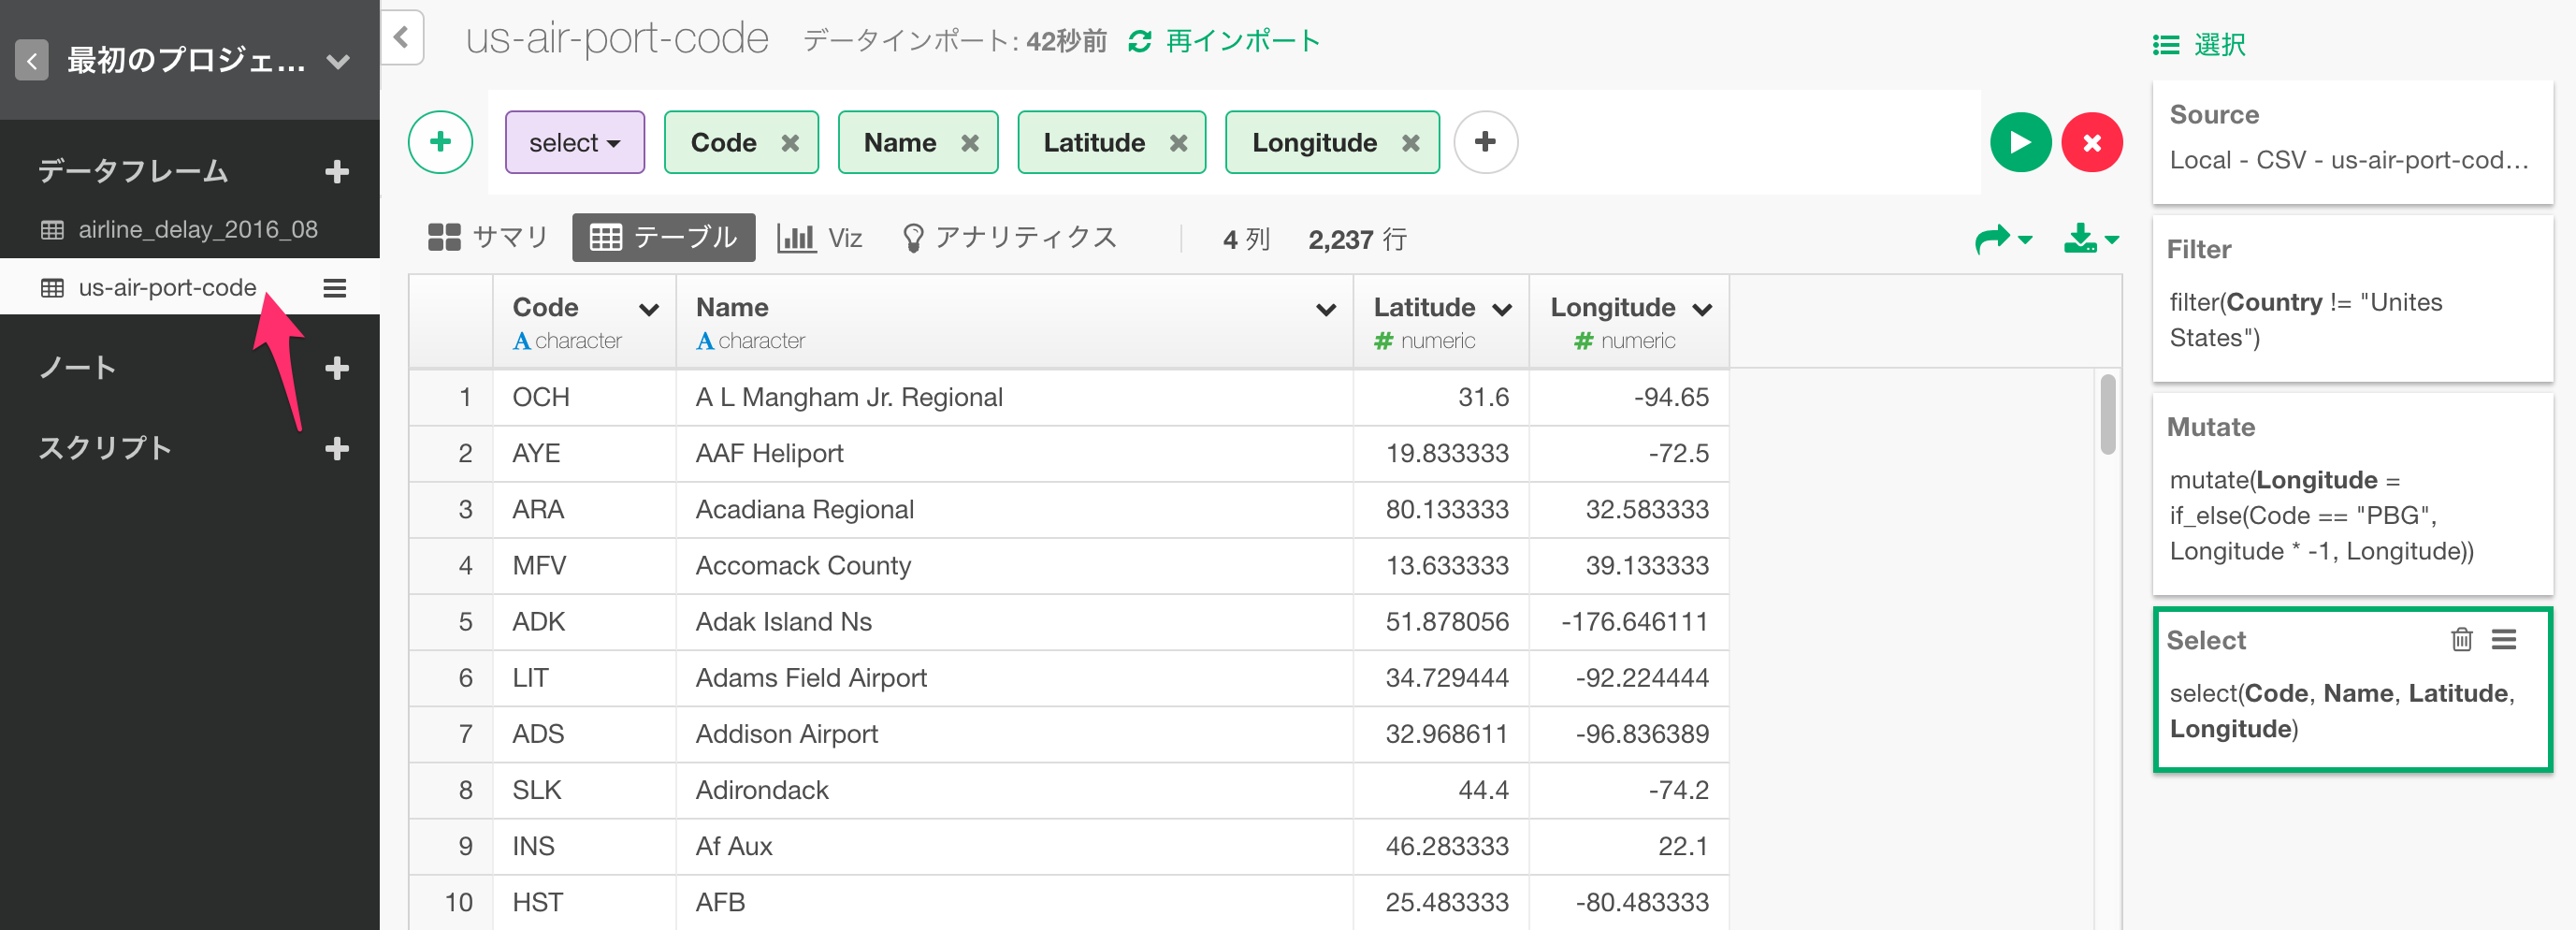 最初のプロジェ...
データフレーム
airline_delay_2016_08
us-air-port-code
ノート
スクリプト
us-air-port-code データインポート: 42秒前 再インポート
select Code Name Latitude Longitude
サマリ テーブル Viz アナリティクス 4 列 2,237 行
Code Name Latitude Longitude
A character A character # numeric # numeric
1 OCH A L Mangham Jr. Regional 31.6 -94.65
2 AYE AAF Heliport 19.833333 -72.5
3 ARA Acadiana Regional 80.133333 32.583333
4 MFV Accomack County 13.633333 39.133333
5 ADK Adak Island Ns 51.878056 -176.646111
6 LIT Adams Field Airport 34.729444 -92.224444
7 ADS Addison Airport 32.968611 -96.836389
8 SLK Adirondack 44.4 -74.2
9 INS Af Aux 46.283333 22.1
10 HST AFB 25.483333 -80.483333
選択
Source
Local - CSV - us-air-port-cod...
Filter
filter(Country != "Unites
States")
Mutate
mutate(Longitude =
if_else(Code == "PBG",
Longitude * -1, Longitude))
Select
select(Code, Name, Latitude,
Longitude)